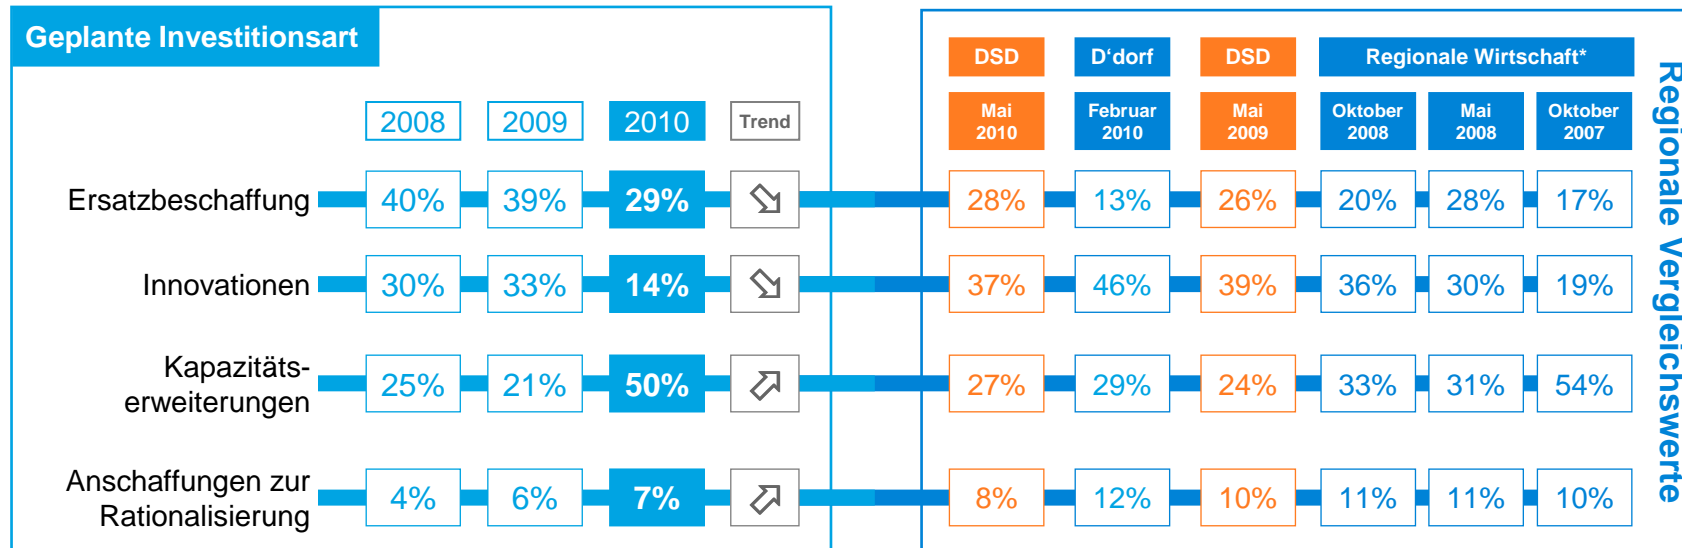 Geplante Investitionsart
2008 2009 2010 Trend
Ersatzbeschaffung 40% 39% 29%
Innovationen 30% 33% 14%
Kapazitäts-
erweiterungen 25% 21% 50%
Anschaffungen zur
Rationalisierung 4% 6% 7%
DSD D‘dorf DSD Regionale Wirtschaft*
Mai Februar Mai Oktober Mai Oktober
2010 2010 2009 2008 2008 2007
28% 13% 26% 20% 28% 17%
37% 46% 39% 36% 30% 19%
27% 29% 24% 33% 31% 54%
8% 12% 10% 11% 11% 10%
Regionale Vergleichswerte